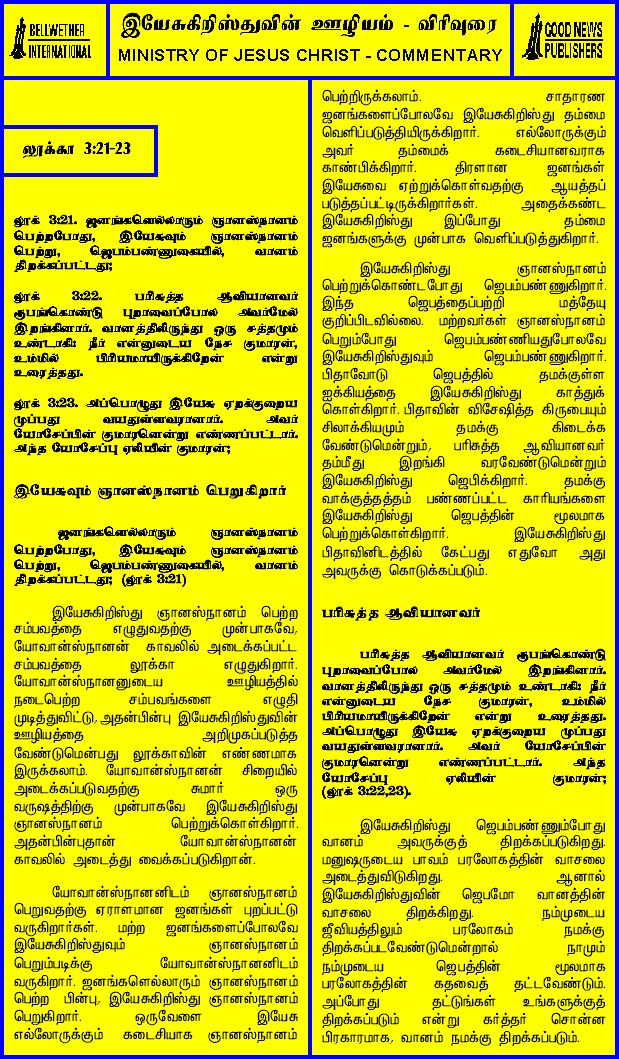 BELLWETHER
INTERNATIONAL
இயேசுகிறிஸ்துவின் ஊழியம் - விரிவுரை
MINISTRY OF JESUS CHRIST - COMMENTARY
GOOD NEWS
PUBLISHERS
லூக்கா 3:21-23
லூக் 3:21. ஜனங்களெல்லாரும் ஞானஸ்நானம்
பெற்றபோது, இயேசுவும் ஞானஸ்நானம்
பெற்று, ஜெபம்பண்ணுகையில், வானம்
திறக்கப்பட்டது;
லூக் 3:22. பரிசுத்த ஆவியானவர்
ரூபங்கொண்டு புறாவைப்போல அவர்மேல்
இறங்கினார். வானத்திலிருந்து ஒரு சத்தமும்
உண்டாகி: நீர் என்னுடைய நேச குமாரன்,
உம்மில் பிரியமாயிருக்கிறேன் என்று
உரைத்தது.
லூக் 3:23. அப்பொழுது இயேசு ஏறக்குறைய
முப்பது வயதுள்ளவரானார். அவர்
யோசேப்பின் குமாரனென்று எண்ணப்பட்டார்.
அந்த யோசேப்பு ஏலியின் குமாரன்;
இயேசுவும் ஞானஸ்நானம் பெறுகிறார்
ஜனங்களெல்லாரும் ஞானஸ்நானம்
பெற்றபோது, இயேசுவும் ஞானஸ்நானம்
பெற்று, ஜெபம்பண்ணுகையில், வானம்
திறக்கப்பட்டது; (லூக் 3:21)
இயேசுகிறிஸ்து ஞானஸ்நானம் பெற்ற
சம்பவத்தை எழுதுவதற்கு முன்பாகவே,
யோவான்ஸ்நானன் காவலில் அடைக்கப்பட்ட
சம்பவத்தை லூக்கா எழுதுகிறார்.
யோவான்ஸ்நானனுடைய ஊழியத்தில்
நடைபெற்ற சம்பவங்களை எழுதி
முடித்துவிட்டு, அதன்பின்பு இயேசுகிறிஸ்துவின்
ஊழியத்தை அறிமுகப்படுத்த
வேண்டுமென்பது லூக்காவின் எண்ணமாக
இருக்கலாம். யோவான்ஸ்நானன் சிறையில்
அடைக்கப்படுவதற்கு சுமார் ஒரு
வருஷத்திற்கு முன்பாகவே இயேசுகிறிஸ்து
ஞானஸ்நானம் பெற்றுக்கொள்கிறார்.
அதன்பின்புதான் யோவான்ஸ்நானன்
காவலில் அடைத்து வைக்கப்படுகிறான்.
யோவான்ஸ்நானனிடம் ஞானஸ்நானம்
பெறுவதற்கு ஏராளமான ஜனங்கள் புறப்பட்டு
வருகிறார்கள். மற்ற ஜனங்களைப்போலவே
இயேசுகிறிஸ்துவும் ஞானஸ்நானம்
பெறும்படிக்கு யோவான்ஸ்நானனிடம்
வருகிறார். ஜனங்களெல்லாரும் ஞானஸ்நானம்
பெற்ற பின்பு, இயேசுகிறிஸ்து ஞானஸ்நானம்
பெறுகிறார். ஒருவேளை இயேசு
எல்லோருக்கும் கடைசியாக ஞானஸ்நானம்
பெற்றிருக்கலாம். சாதாரண
ஜனங்களைப்போலவே இயேசுகிறிஸ்து தம்மை
வெளிப்படுத்தியிருக்கிறார். எல்லோருக்கும்
அவர் தம்மைக் கடைசியானவராக
காண்பிக்கிறார். திரளான ஜனங்கள்
இயேசுவை ஏற்றுக்கொள்வதற்கு ஆயத்தப்
படுத்தப்பட்டிருக்கிறார்கள். அதைக்கண்ட
இயேசுகிறிஸ்து இப்போது தம்மை
ஜனங்களுக்கு முன்பாக வெளிப்படுத்துகிறார்.
இயேசுகிறிஸ்து ஞானஸ்நானம்
பெற்றுக்கொண்டபோது ஜெபம்பண்ணுகிறார்.
இந்த ஜெபத்தைப்பற்றி மத்தேயு
குறிப்பிடவில்லை. மற்றவர்கள் ஞானஸ்நானம்
பெறும்போது ஜெபம்பண்ணியதுபோலவே
இயேசுகிறிஸ்துவும் ஜெபம்பண்ணுகிறார்.
பிதாவோடு ஜெபத்தில் தமக்குள்ள
ஐக்கியத்தை இயேசுகிறிஸ்து காத்துக்
கொள்கிறார். பிதாவின் விசேஷித்த கிருபையும்
சிலாக்கியமும் தமக்கு கிடைக்க
வேண்டுமென்றும், பரிசுத்த ஆவியானவர்
தம்மீது இறங்கி வரவேண்டுமென்றும்
இயேசுகிறிஸ்து ஜெபிக்கிறார். தமக்கு
வாக்குத்தத்தம் பண்ணப்பட்ட காரியங்களை
இயேசுகிறிஸ்து ஜெபத்தின் மூலமாக
பெற்றுக்கொள்கிறார். இயேசுகிறிஸ்து
பிதாவினிடத்தில் கேட்பது எதுவோ அது
அவருக்கு கொடுக்கப்படும்.
பரிசுத்த ஆவியானவர்
பரிசுத்த ஆவியானவர் ரூபங்கொண்டு
புறாவைப்போல அவர்மேல் இறங்கினார்.
வானத்திலிருந்து ஒரு சத்தமும் உண்டாகி: நீர்
என்னுடைய நேச குமாரன், உம்மில்
பிரியமாயிருக்கிறேன் என்று உரைத்தது.
அப்பொழுது இயேசு ஏறக்குறைய முப்பது
வயதுள்ளவரானார். அவர் யோசேப்பின்
குமாரனென்று எண்ணப்பட்டார். அந்த
யோசேப்பு ஏலியின் குமாரன்;
(லூக் 3:22,23).
இயேசுகிறிஸ்து ஜெபம்பண்ணும்போது
வானம் அவருக்குத் திறக்கப்படுகிறது.
மனுஷருடைய பாவம் பரலோகத்தின் வாசலை
அடைத்துவிடுகிறது. ஆனால்
இயேசுகிறிஸ்துவின் ஜெபமோ வானத்தின்
வாசலை திறக்கிறது. நம்முடைய
ஜீவியத்திலும் பரலோகம் நமக்கு
திறக்கப்படவேண்டுமென்றால் நாமும்
நம்முடைய ஜெபத்தின் மூலமாக
பரலோகத்தின் கதவைத் தட்டவேண்டும்.
அப்போது தட்டுங்கள் உங்களுக்குத்
திறக்கப்படும் என்று கர்த்தர் சொன்ன
பிரகாரமாக, வானம் நமக்கு திறக்கப்படும்.